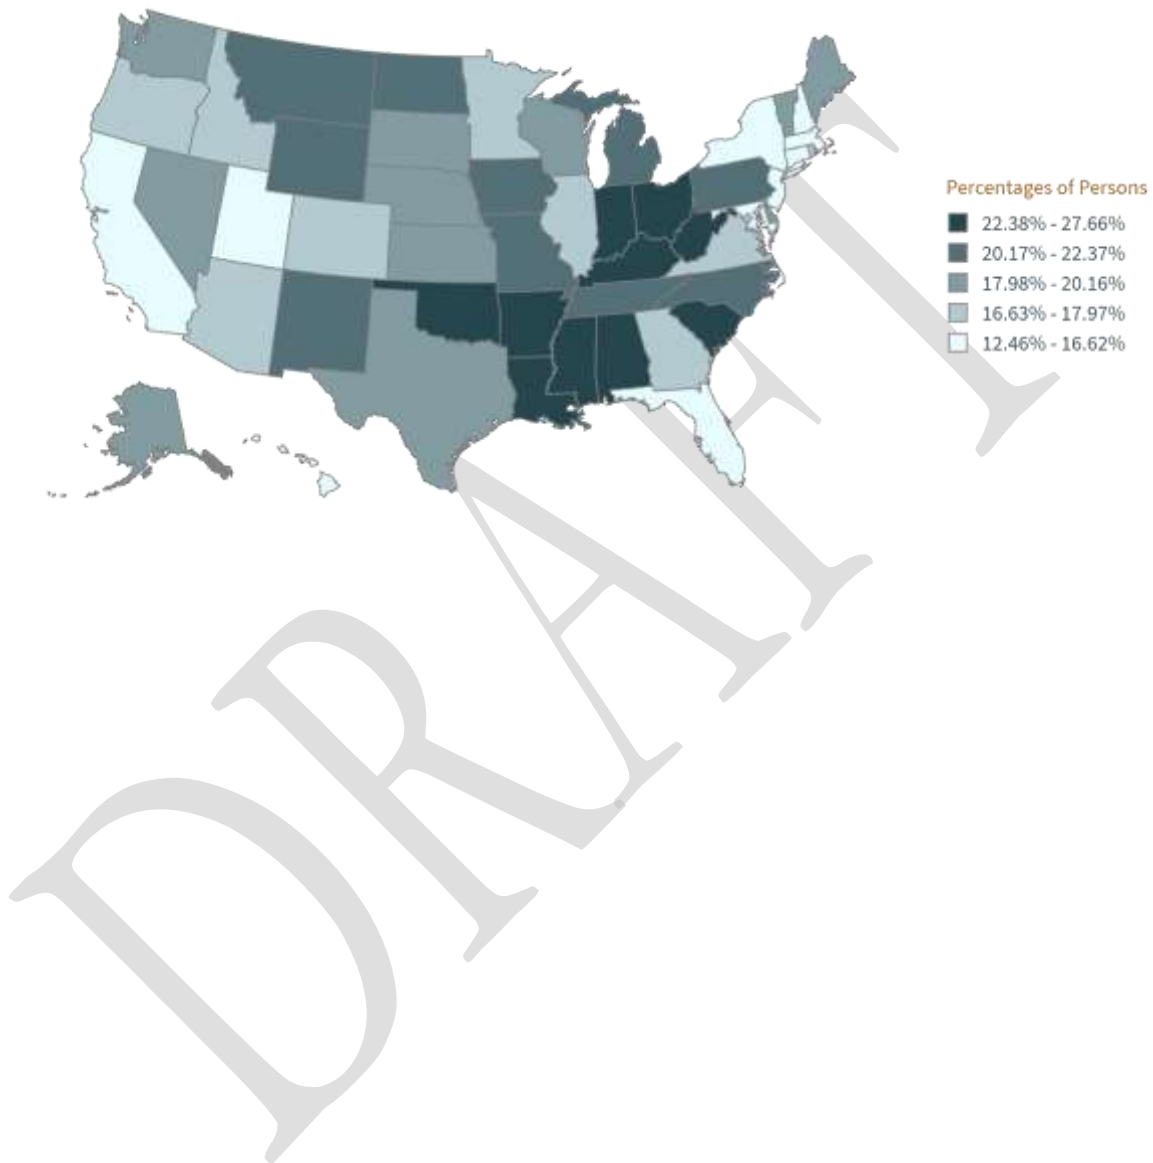 Percentages of Persons
22.38% - 27.66%
20.17% - 22.37%
17.98% - 20.16%
16.63% - 17.97%
12.46% - 16.62%
DRAFT